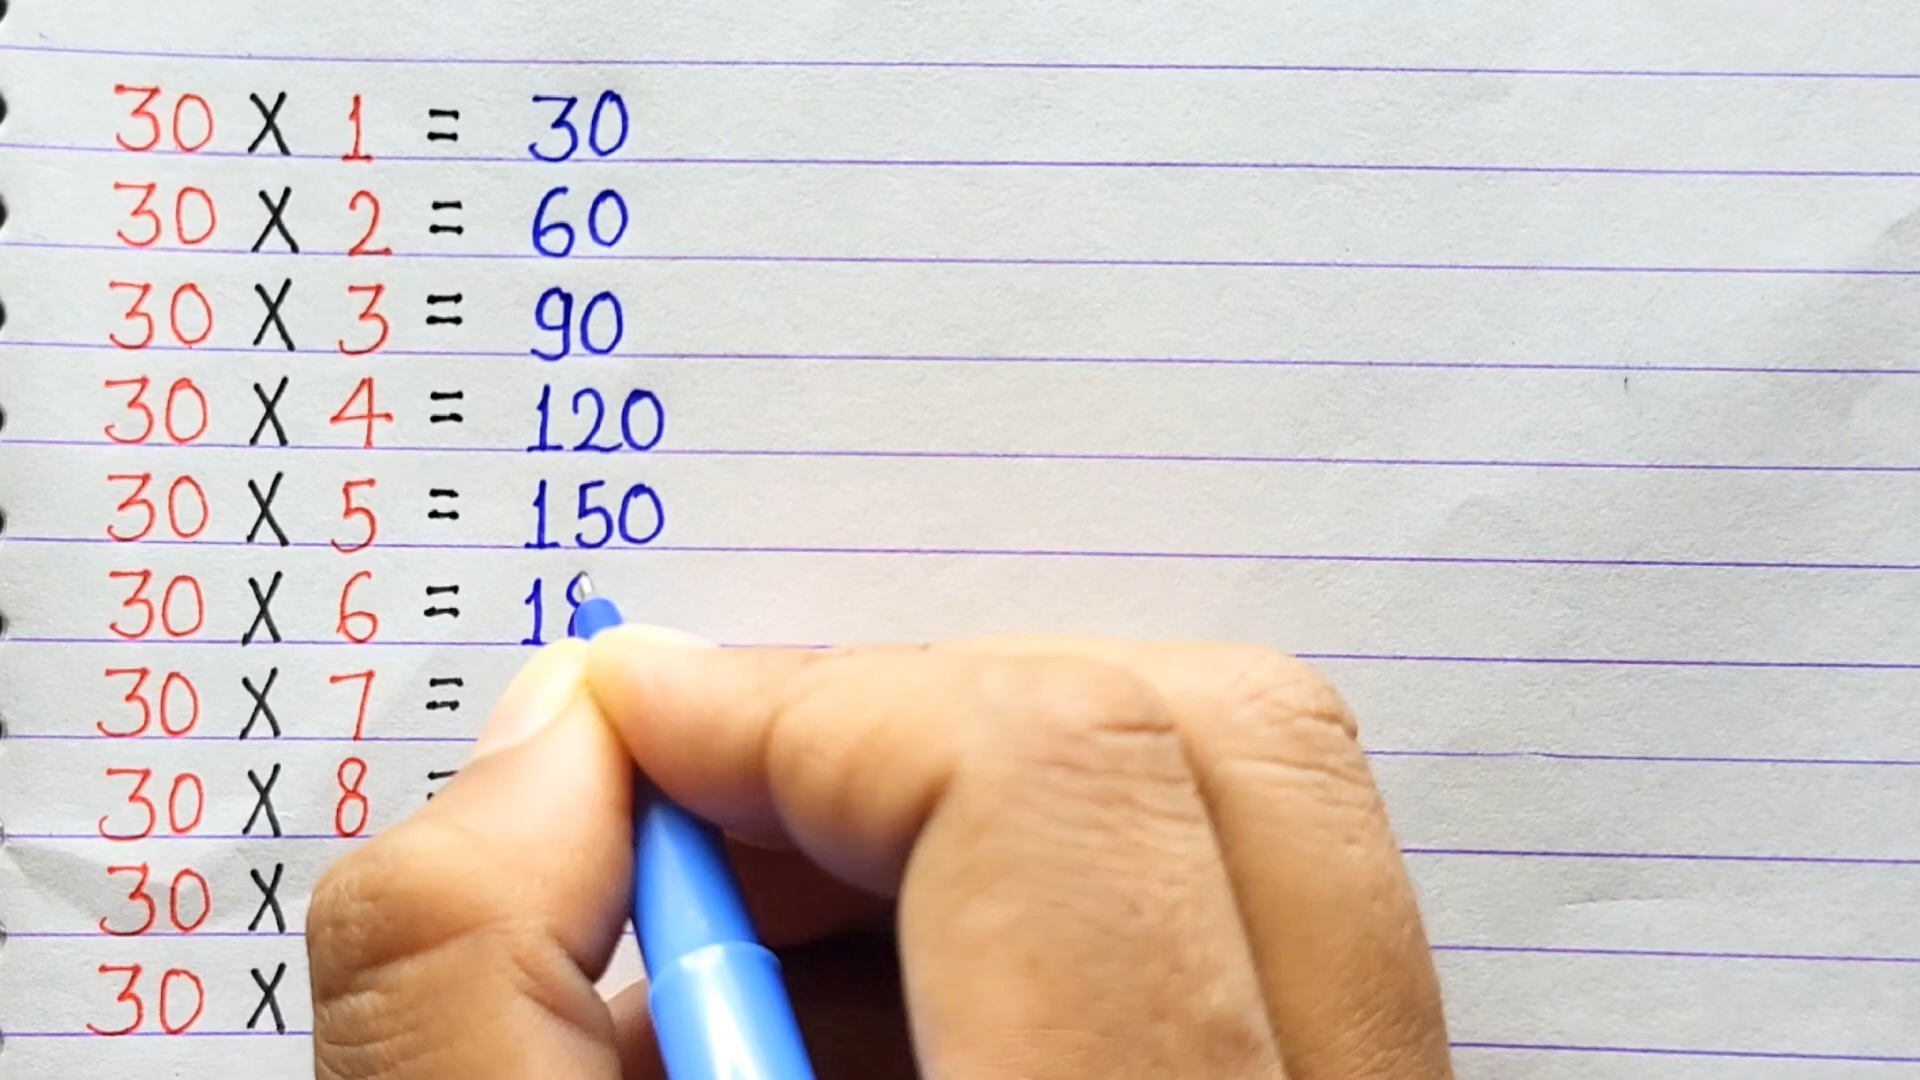 30 X 1 = 30
30 X 2 = 60
30 X 3 = 90
30 X 4 = 120
30 X 5 = 150
30 X 6 = 18
30 X 7 =
30 X 8 =
30 X
30 X